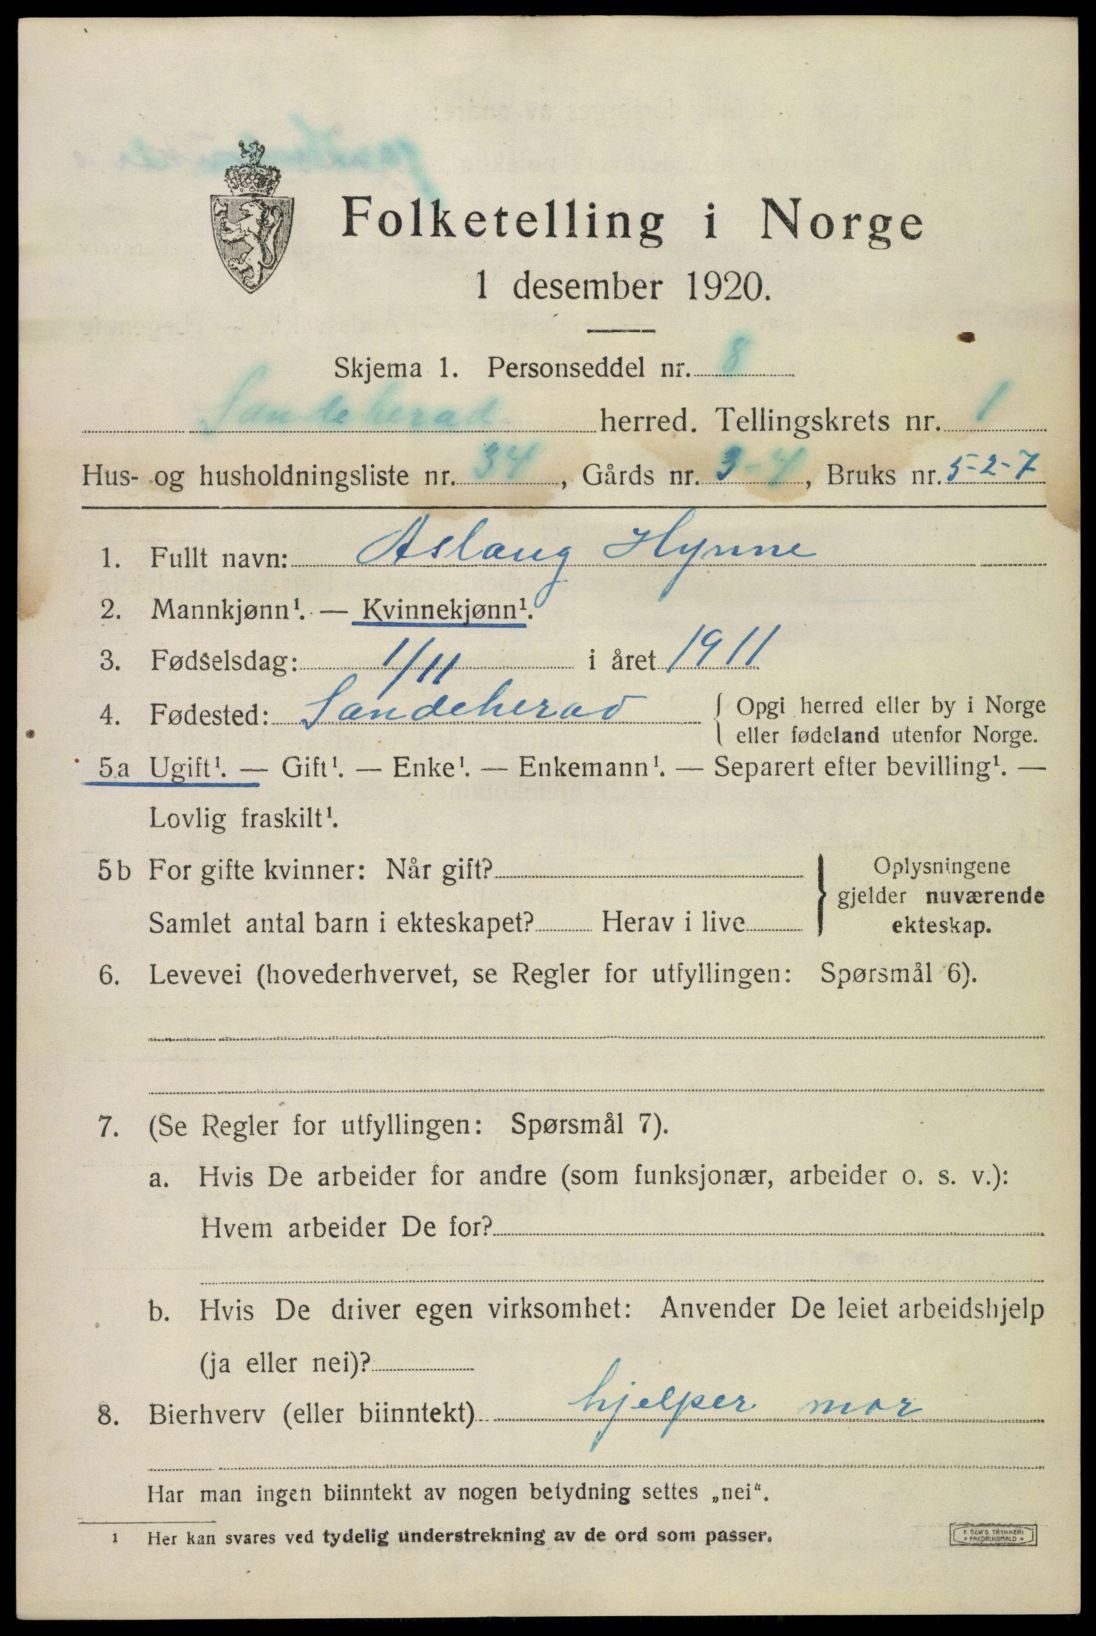 Folketelling i Norge
1 desember 1920.
Skjema 1. Personseddel nr. 8
Sandeherad herred. Tellingskrets nr. 1
Hus- og husholdningsliste nr. 34, Gårds nr. 3-4, Bruks nr. 5-2-7
1. Fullt navn: Aslaug Hynne
2. Mannkjønn¹. — Kvinnekjønn¹.
3. Fødselsdag: 1/11 i året 1911
4. Fødested: Sandeherad { Opgi herred eller by i Norge
eller fødeland utenfor Norge.
5a Ugift¹. — Gift¹. — Enke¹. — Enkemann¹. — Separert efter bevilling¹. —
Lovlig fraskilt¹.
5b For gifte kvinner: Når gift? } Oplysningene
gjelder nuværende
Samlet antal barn i ekteskapet? Herav i live ekteskap.
6. Levevei (hovederhvervet, se Regler for utfyllingen: Spørsmål 6).
7. (Se Regler for utfyllingen: Spørsmål 7).
a. Hvis De arbeider for andre (som funksjonær, arbeider o. s. v.):
Hvem arbeider De for?
b. Hvis De driver egen virksomhet: Anvender De leiet arbeidshjelp
(ja eller nei)?
8. Bierhverv (eller biinntekt) hjelper mor
Har man ingen biinntekt av nogen betydning settes „nei“.
¹ Her kan svares ved tydelig understrekning av de ord som passer.